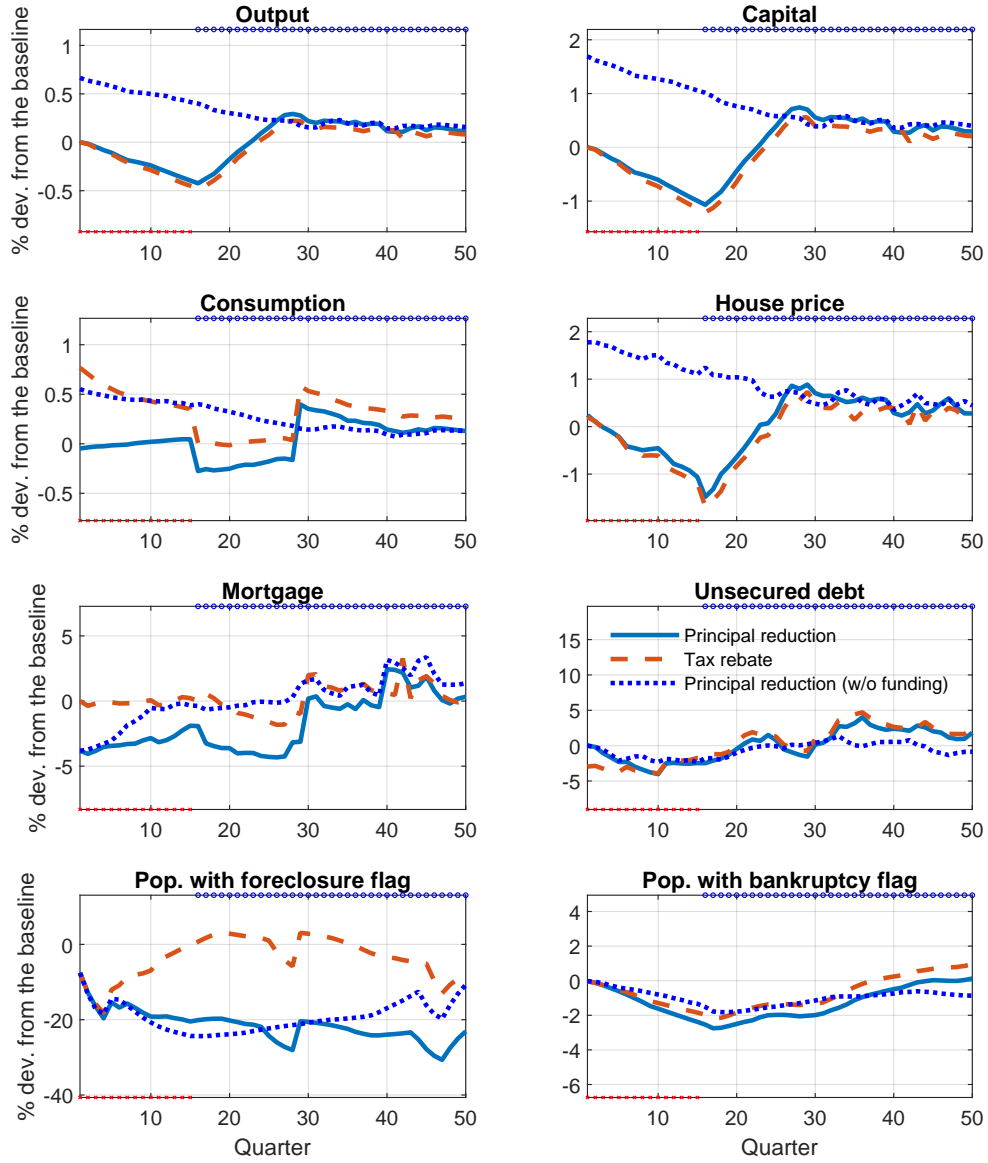 Output
% dev. from the baseline
1
0.5
0
-0.5
10 20 30 40 50
Capital
2
1
0
-1
10 20 30 40 50
Consumption
% dev. from the baseline
1
0.5
0
-0.5
10 20 30 40 50
House price
2
1
0
-1
10 20 30 40 50
Mortgage
% dev. from the baseline
5
0
-5
10 20 30 40 50
Unsecured debt
15
10
5
0
-5
Principal reduction
Tax rebate
Principal reduction (w/o funding)
10 20 30 40 50
Pop. with foreclosure flag
% dev. from the baseline
0
-20
-40
10 20 30 40 50
Quarter
Pop. with bankruptcy flag
4
2
0
-2
-4
-6
10 20 30 40 50
Quarter